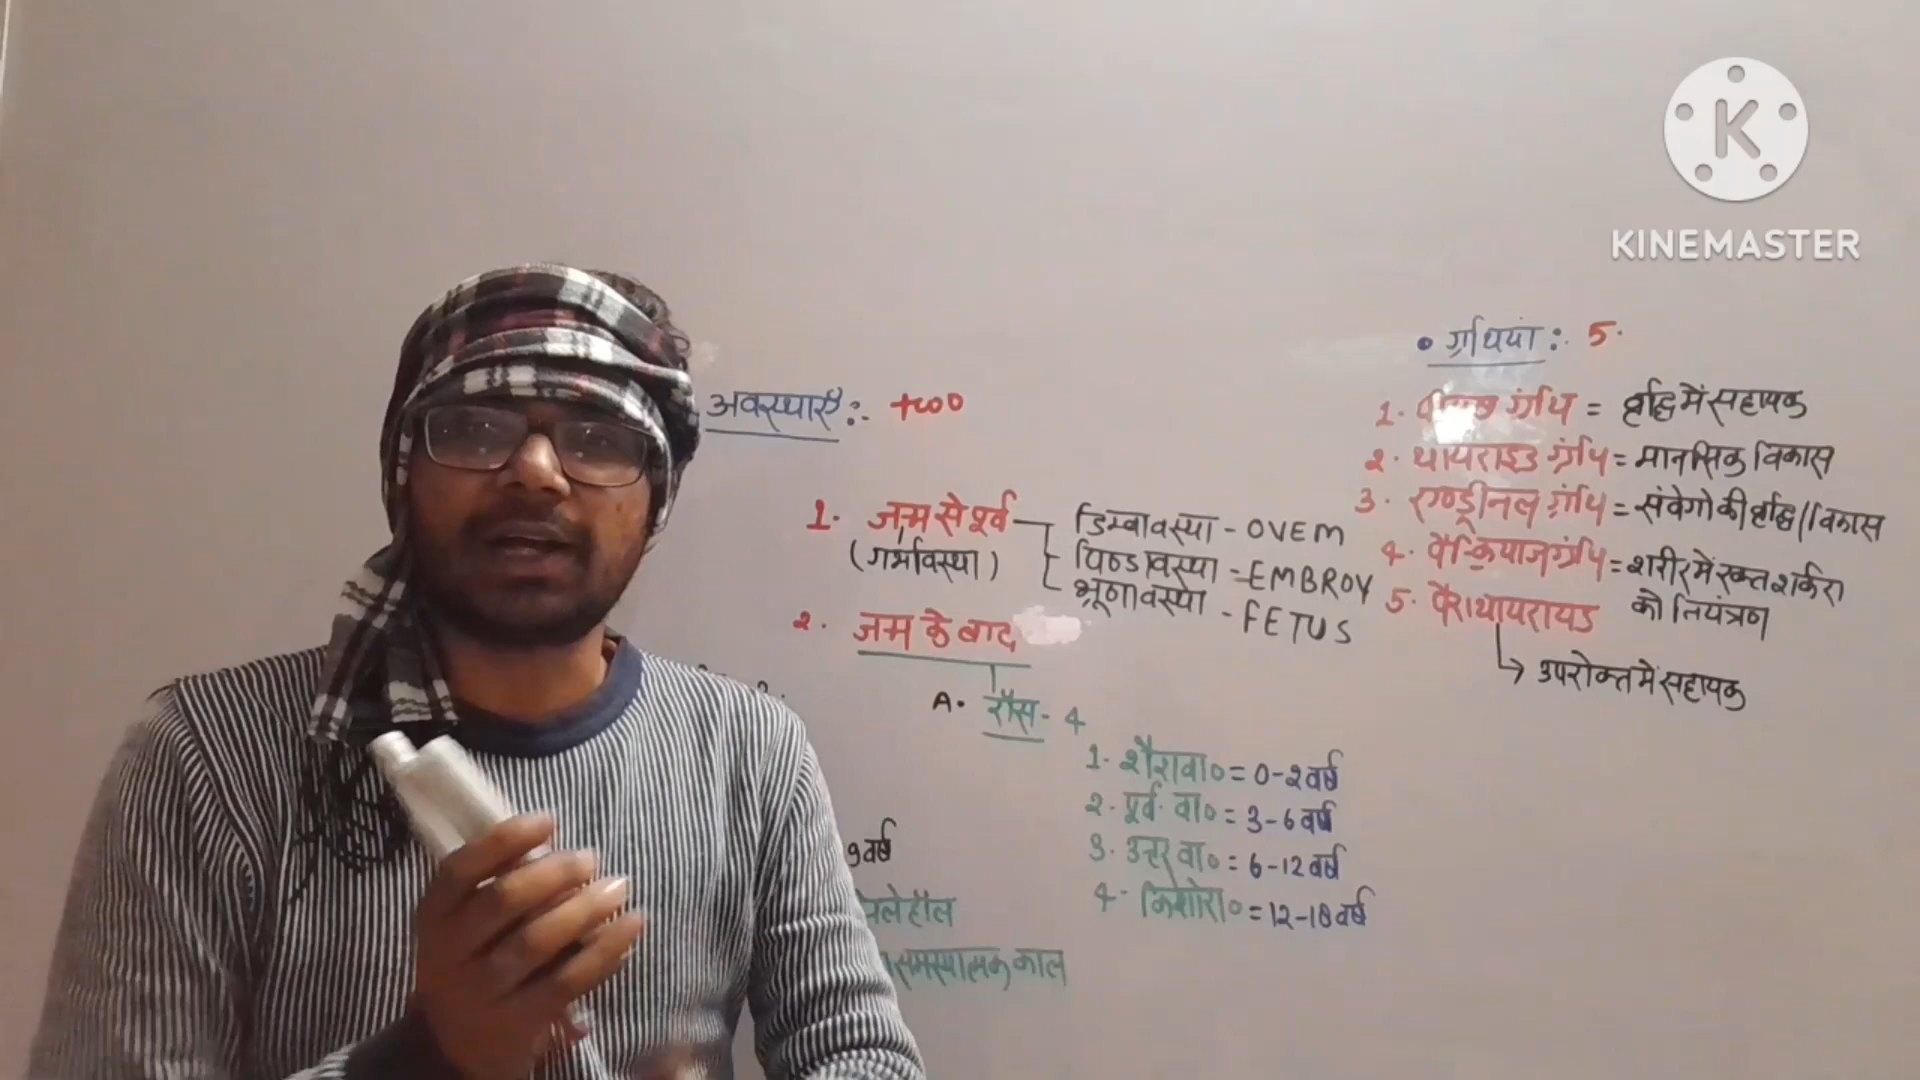 K
KINEMASTER
अवस्थाएँ :- two
1. जन्म से पूर्व
(गर्भावस्था)
डिम्बावस्था - OVEM
पिण्डावस्था - EMBROY
भ्रूणावस्था - FETUS
2. जन्म के बाद
A. रॉस - 4
1. शैशवा० = 0-2 वर्ष
2. पूर्व. वा० = 3-6 वर्ष
3. उत्तर वा० = 6-12 वर्ष
4. किशोरा० = 12-18 वर्ष
9 वर्ष
काल
• ग्रंथियां : 5.
1. ग्रंथि = वृद्धि में सहायक
2. थायराइड ग्रंथि = मानसिक विकास
3. एण्ड्रीनल ग्रंथि = संवेगो की वृद्धि/विकास
4. पैन्क्रियाज ग्रंथि = शरीर में रक्त शर्करा
को नियंत्रण
5. पैराथायरायड
→ उपरोक्त में सहायक